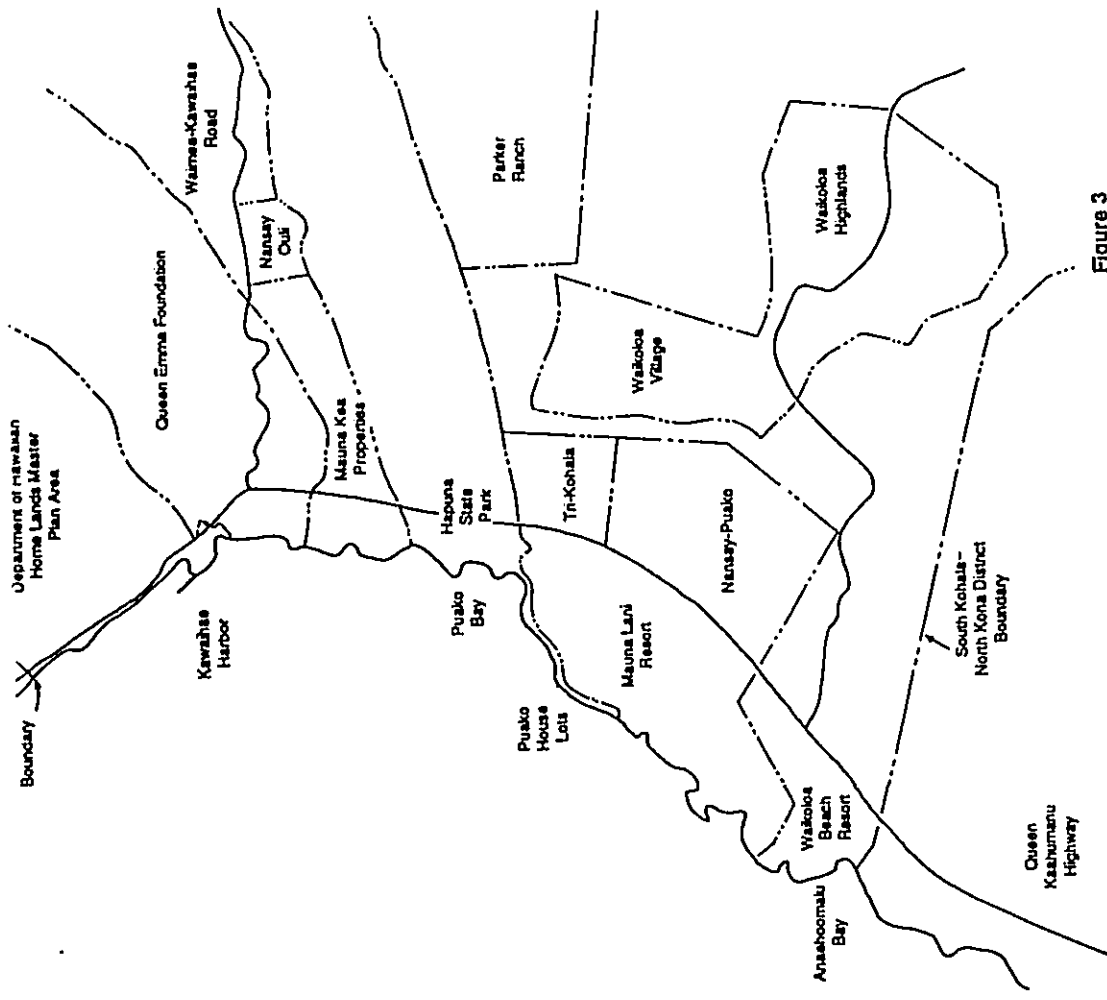 Boundary
Department of Hawaiian
Home Lands Master
Plan Area
Queen Emma Foundation
Waimea-Kawaihae
Road
Kawaihae
Harbor
Nansay
Ouli
Mauna Kea
Properties
Parker
Ranch
Hapuna
State
Park
Puako
Bay
Tri-Kohala
Waikoloa
Village
Waikoloa
Highlands
Puako
House
Lots
Mauna Lani
Resort
Nansay-Puako
South Kohala–
North Kona District
Boundary
Waikoloa
Beach
Resort
Anaehoomalu
Bay
Queen
Kaahumanu
Highway
Figure 3